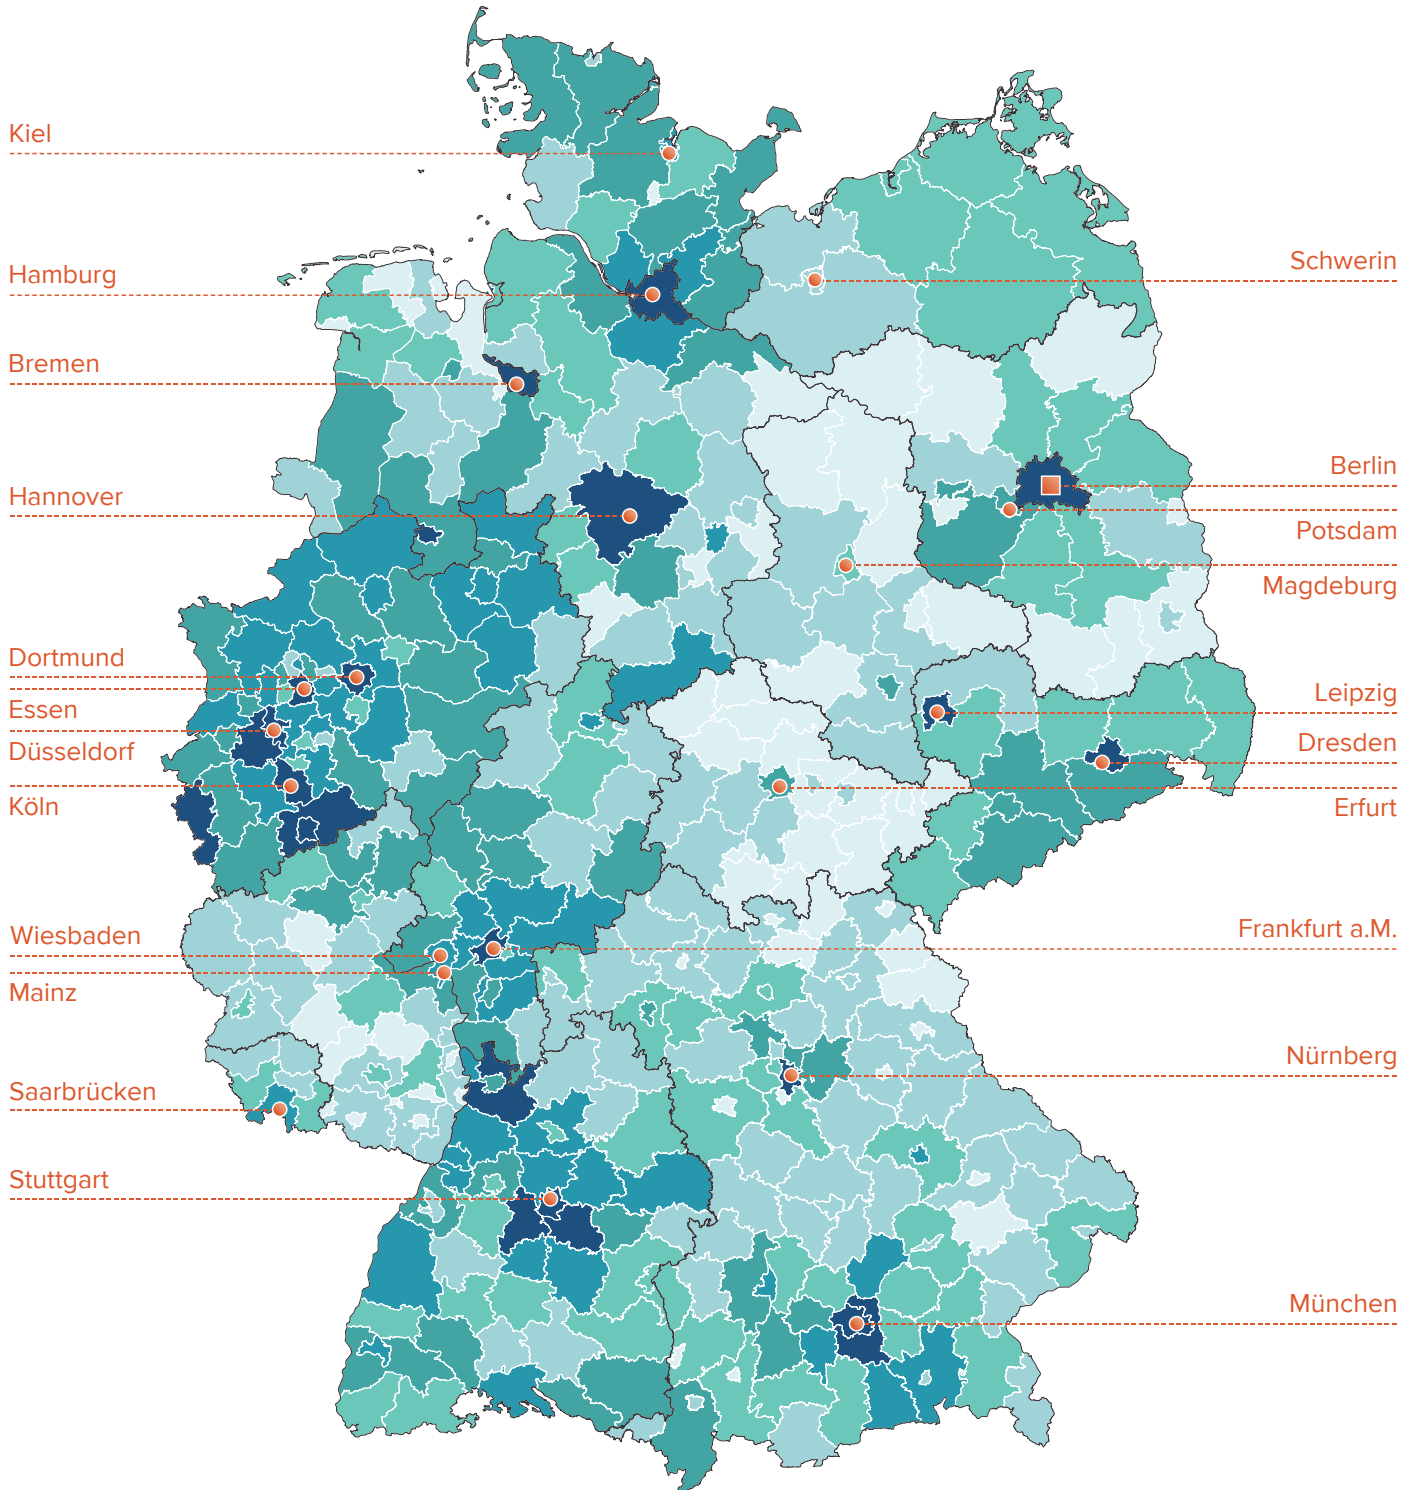 Kiel
Hamburg
Bremen
Hannover
Dortmund
Essen
Düsseldorf
Köln
Wiesbaden
Mainz
Saarbrücken
Stuttgart
Schwerin
Berlin
Potsdam
Magdeburg
Leipzig
Dresden
Erfurt
Frankfurt a.M.
Nürnberg
München